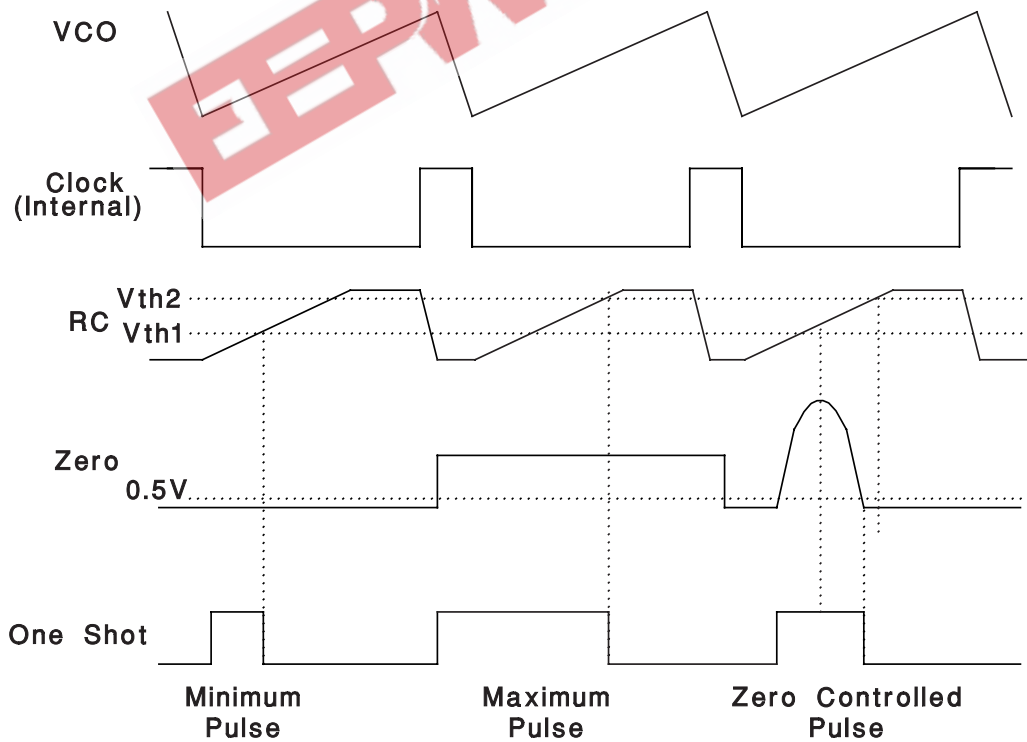 VCO
Clock
(Internal)
Vth2
RC
Vth1
Zero
0.5V
One Shot
Minimum
Pulse
Maximum
Pulse
Zero Controlled
Pulse